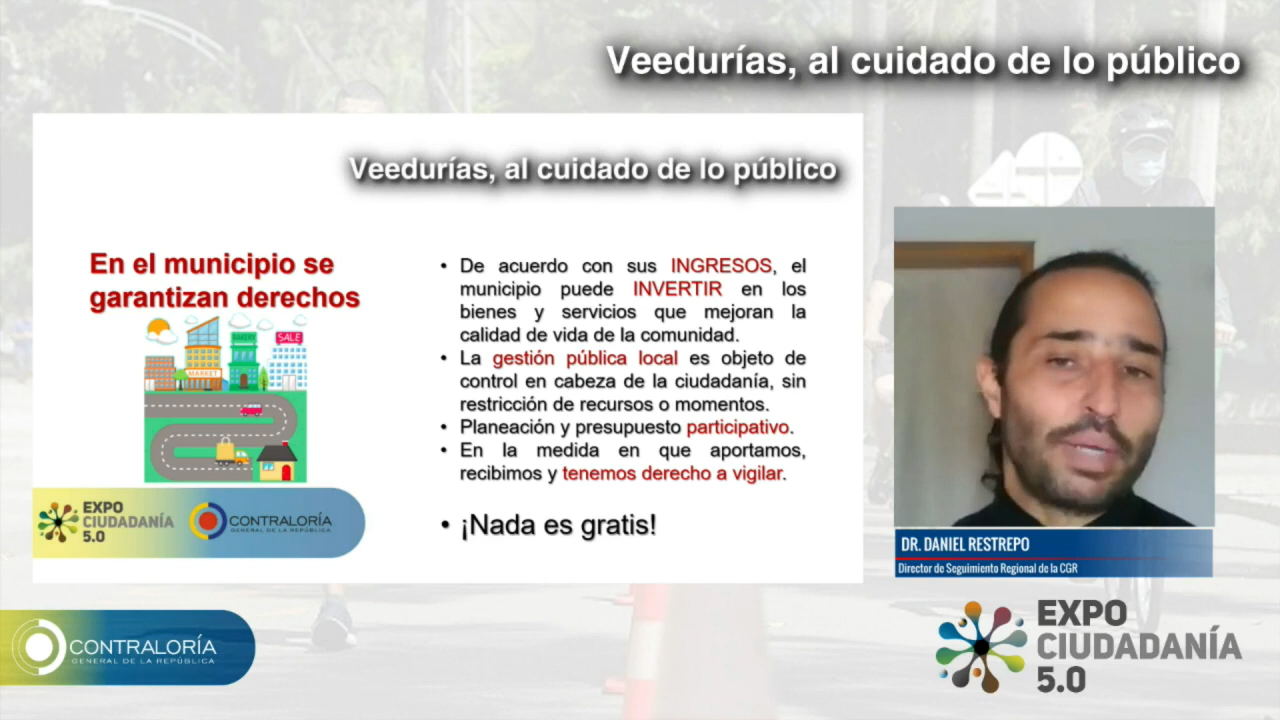 Veedurías, al cuidado de lo público
Veedurías, al cuidado de lo público
En el municipio se
garantizan derechos
BAKERY
SALE
MARKET
• De acuerdo con sus INGRESOS, el
municipio puede INVERTIR en los
bienes y servicios que mejoran la
calidad de vida de la comunidad.
• La gestión pública local es objeto de
control en cabeza de la ciudadanía, sin
restricción de recursos o momentos.
• Planeación y presupuesto participativo.
• En la medida en que aportamos,
recibimos y tenemos derecho a vigilar.
• ¡Nada es gratis!
EXPO
CIUDADANÍA
5.0
CONTRALORÍA
GENERAL DE LA REPÚBLICA
DR. DANIEL RESTREPO
Director de Seguimiento Regional de la CGR
CONTRALORÍA
GENERAL DE LA REPÚBLICA
EXPO
CIUDADANÍA
5.0